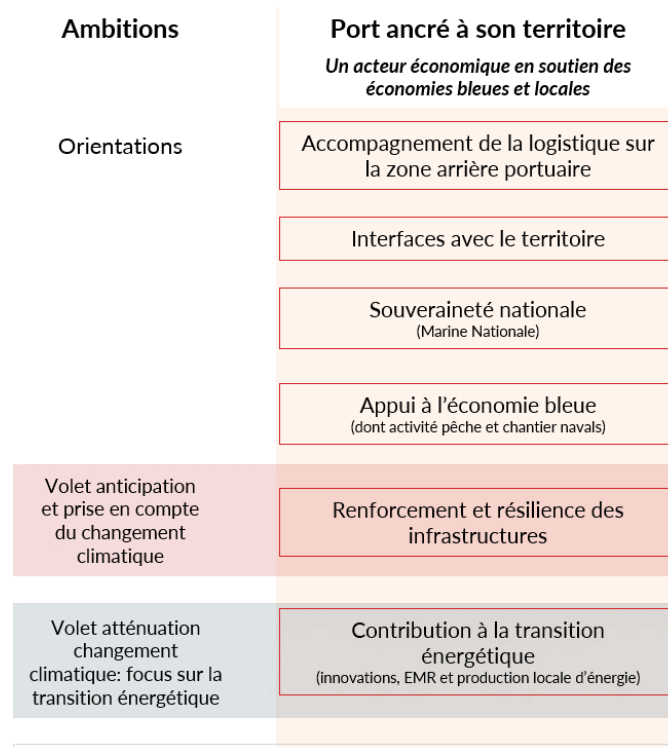 Ambitions
Port ancré à son territoire
Un acteur économique en soutien des
économies bleues et locales
Orientations
Accompagnement de la logistique sur
la zone arrière portuaire
Interfaces avec le territoire
Souveraineté nationale
(Marine Nationale)
Appui à l'économie bleue
(dont activité pêche et chantier navals)
Volet anticipation
et prise en compte
du changement
climatique
Renforcement et résilience des
infrastructures
Volet atténuation
changement
climatique: focus sur la
transition énergétique
Contribution à la transition
énergétique
(innovations, EMR et production locale d'énergie)